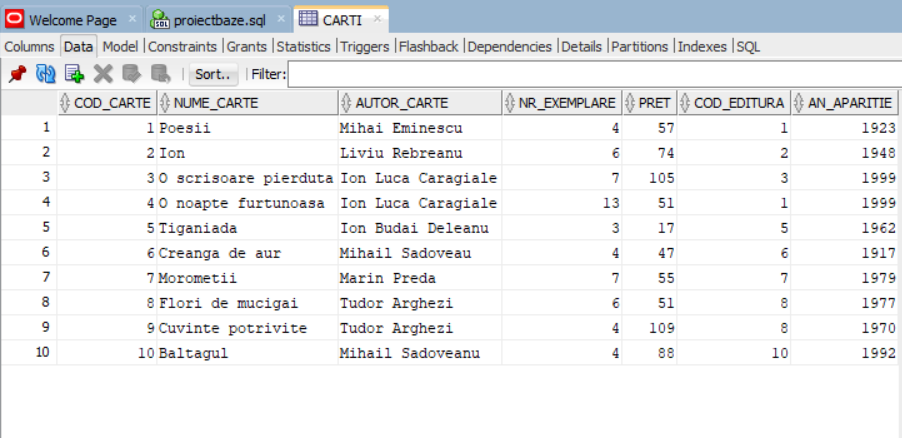 Welcome Page × proiectbaze.sql × CARTI ×
Columns Data Model Constraints Grants Statistics Triggers Flashback Dependencies Details Partitions Indexes SQL
Sort.. Filter:
COD_CARTE NUME_CARTE AUTOR_CARTE NR_EXEMPLARE PRET COD_EDITURA AN_APARITIE
1 1 Poesii Mihai Eminescu 4 57 1 1923
2 2 Ion Liviu Rebreanu 6 74 2 1948
3 3 O scrisoare pierduta Ion Luca Caragiale 7 105 3 1999
4 4 O noapte furtunoasa Ion Luca Caragiale 13 51 1 1999
5 5 Tiganiada Ion Budai Deleanu 3 17 5 1962
6 6 Creanga de aur Mihail Sadoveau 4 47 6 1917
7 7 Morometii Marin Preda 7 55 7 1979
8 8 Flori de mucigai Tudor Arghezi 6 51 8 1977
9 9 Cuvinte potrivite Tudor Arghezi 4 109 8 1970
10 10 Baltagul Mihail Sadoveanu 4 88 10 1992